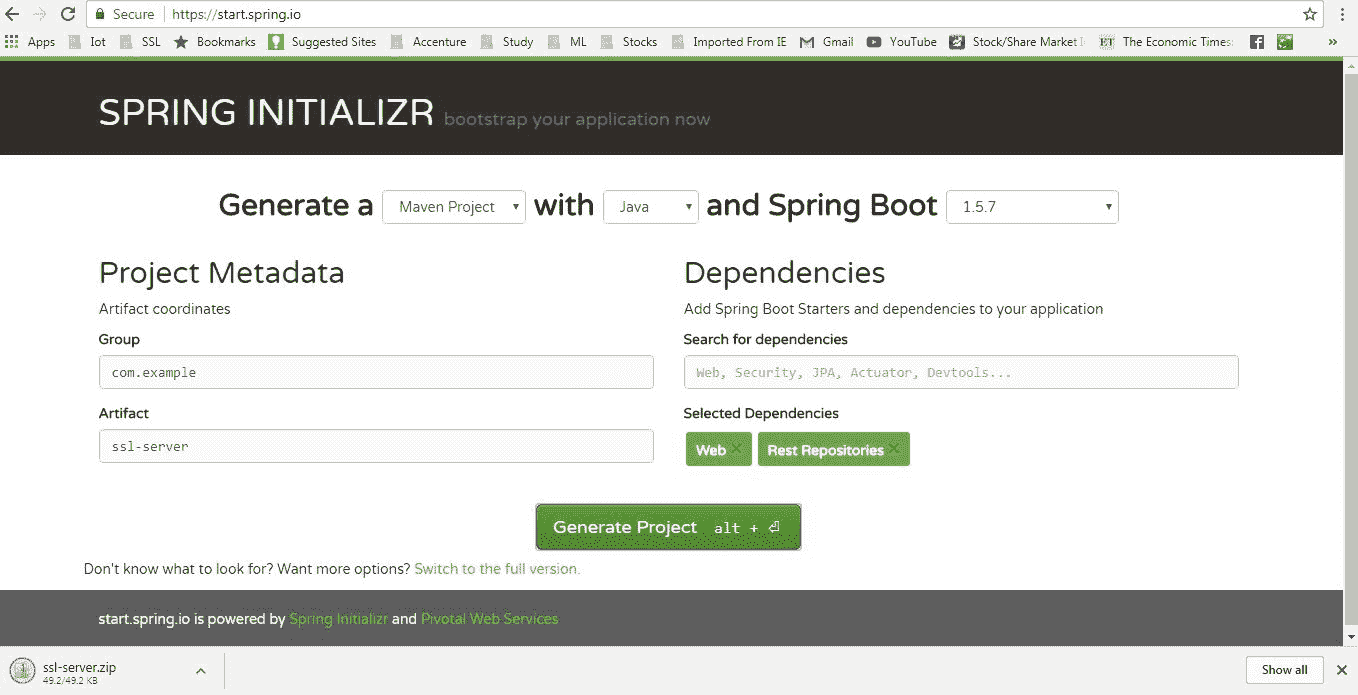 Secure https://start.spring.io
Apps Iot SSL Bookmarks Suggested Sites Accenture Study ML Stocks Imported From IE Gmail YouTube Stock/Share Market I ET The Economic Times: »
SPRING INITIALIZR bootstrap your application now
Generate a Maven Project with Java and Spring Boot 1.5.7
Project Metadata
Artifact coordinates
Group
com.example
Artifact
ssl-server
Dependencies
Add Spring Boot Starters and dependencies to your application
Search for dependencies
Web, Security, JPA, Actuator, Devtools...
Selected Dependencies
Web × Rest Repositories ×
Generate Project alt + ⏎
Don't know what to look for? Want more options? Switch to the full version.
start.spring.io is powered by Spring Initializr and Pivotal Web Services
ssl-server.zip
49.2/49.2 KB
Show all